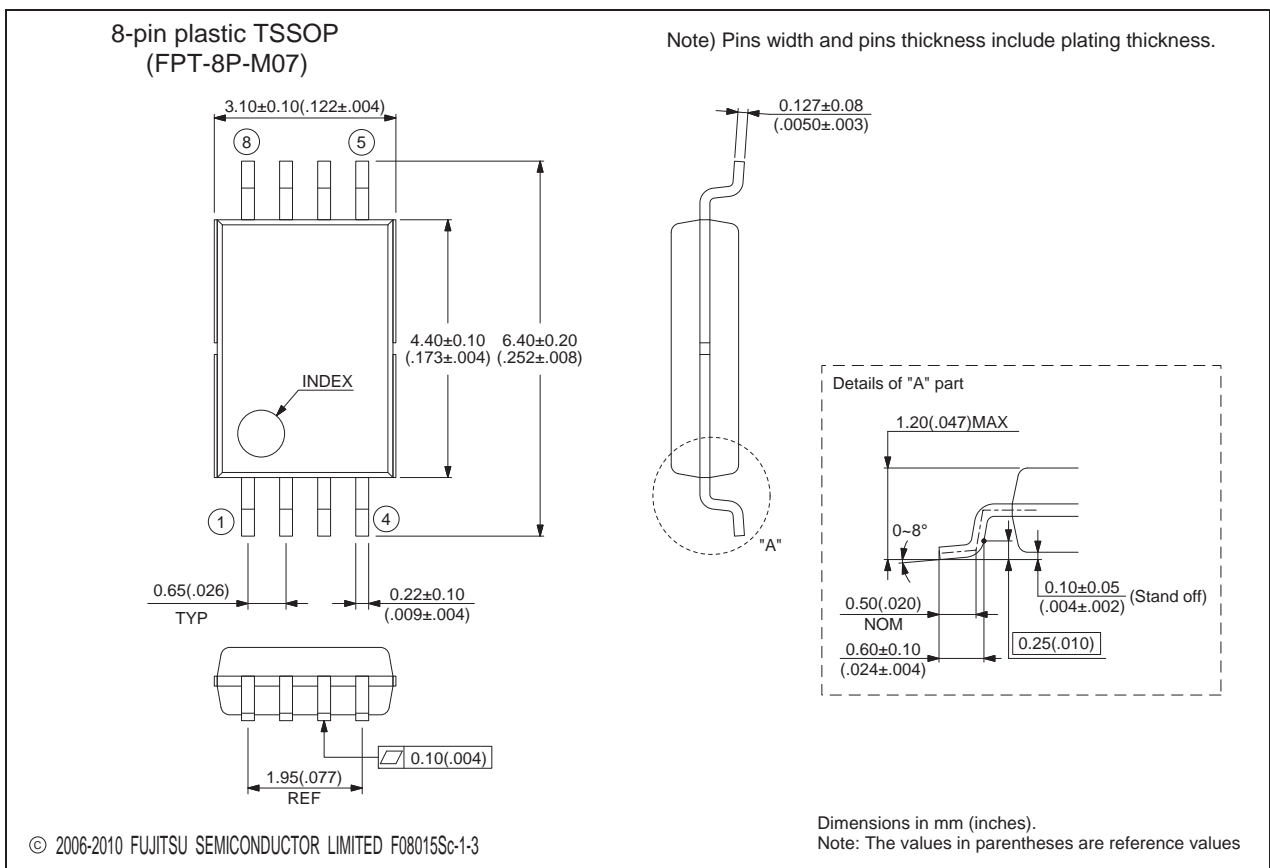 8-pin plastic TSSOP
(FPT-8P-M07)
Note) Pins width and pins thickness include plating thickness.
3.10±0.10(.122±.004)
0.127±0.08
(.0050±.003)
8
5
4.40±0.10
(.173±.004)
6.40±0.20
(.252±.008)
INDEX
1
4
"A"
0.65(.026)
TYP
0.22±0.10
(.009±.004)
Details of "A" part
1.20(.047)MAX
0~8°
0.50(.020)
NOM
0.10±0.05
(.004±.002)
(Stand off)
0.60±0.10
(.024±.004)
0.25(.010)
0.10(.004)
1.95(.077)
REF
© 2006-2010 FUJITSU SEMICONDUCTOR LIMITED F08015Sc-1-3
Dimensions in mm (inches).
Note: The values in parentheses are reference values